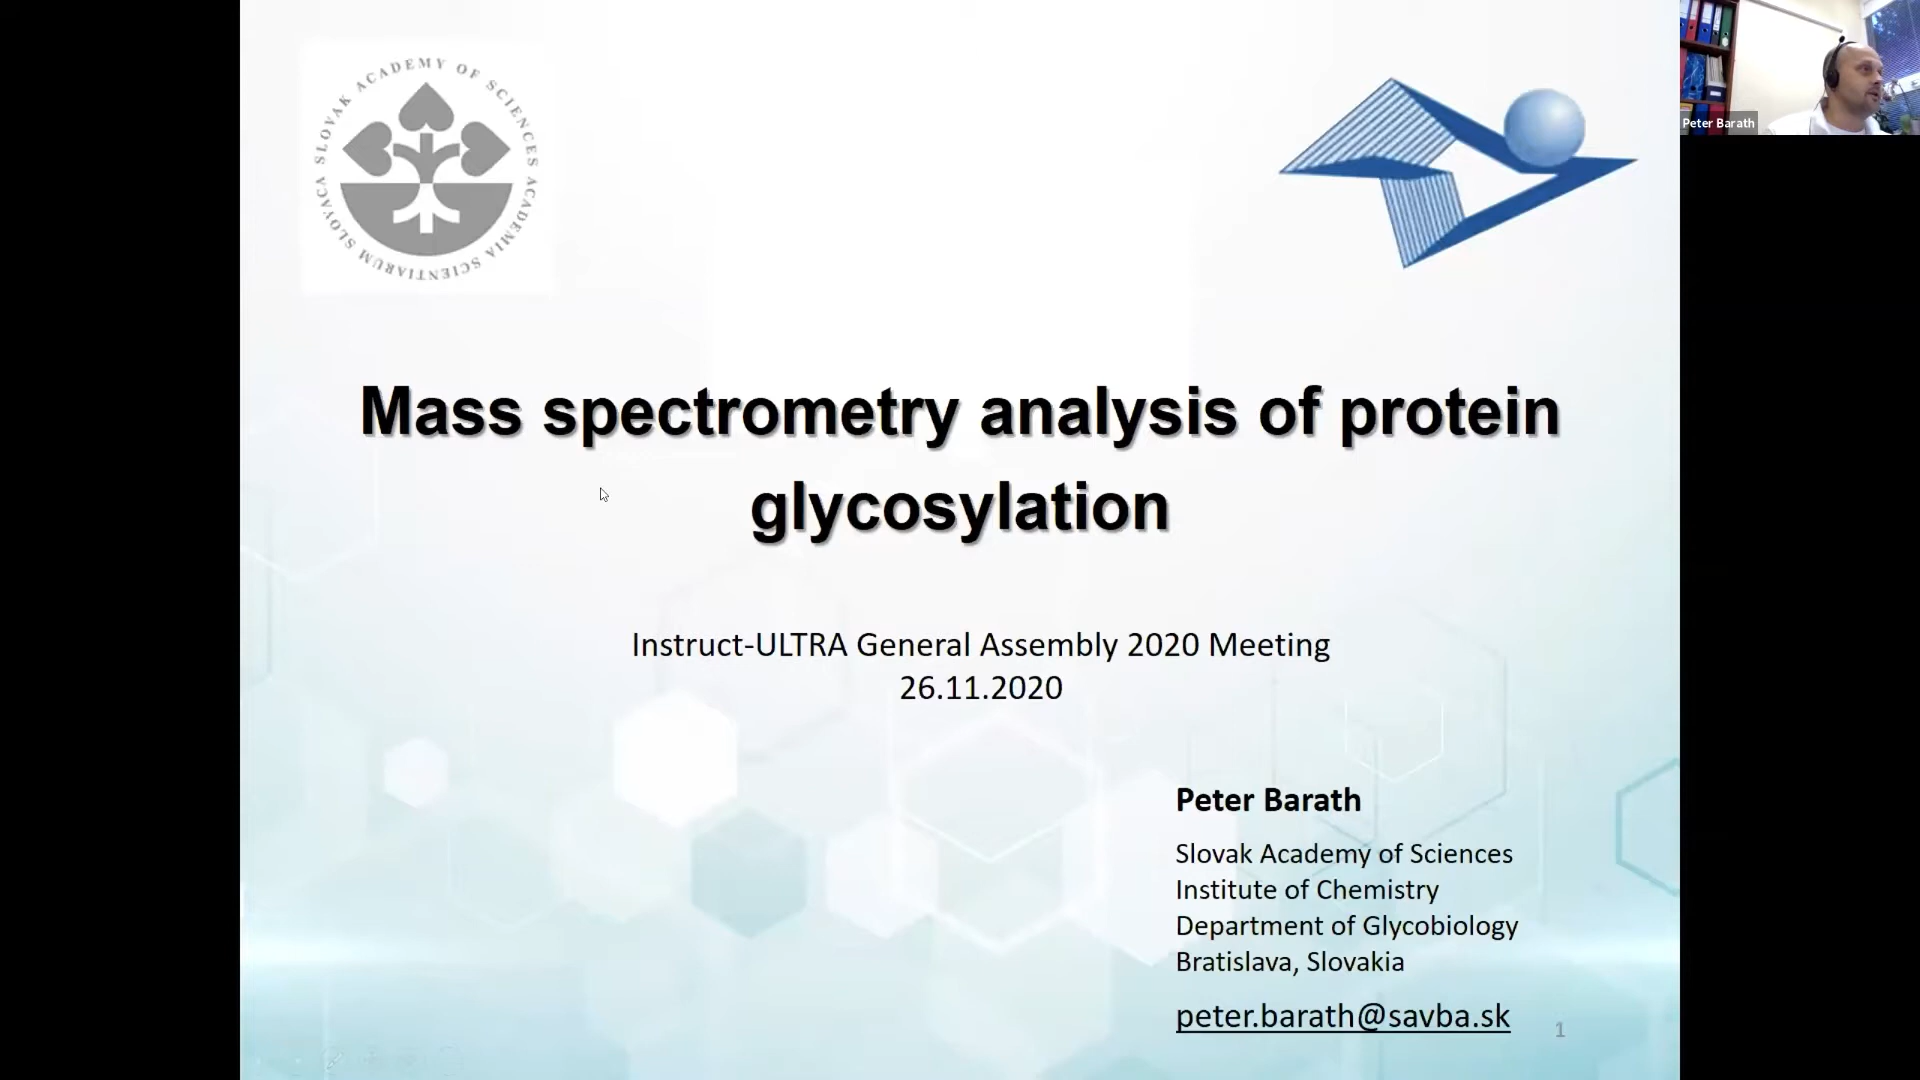 SLOVAK ACADEMY OF SCIENCES
ACADEMIA SCIENTIARUM SLOVACA
Peter Barath
Mass spectrometry analysis of protein
glycosylation
Instruct-ULTRA General Assembly 2020 Meeting
26.11.2020
Peter Barath
Slovak Academy of Sciences
Institute of Chemistry
Department of Glycobiology
Bratislava, Slovakia
peter.barath@savba.sk
1